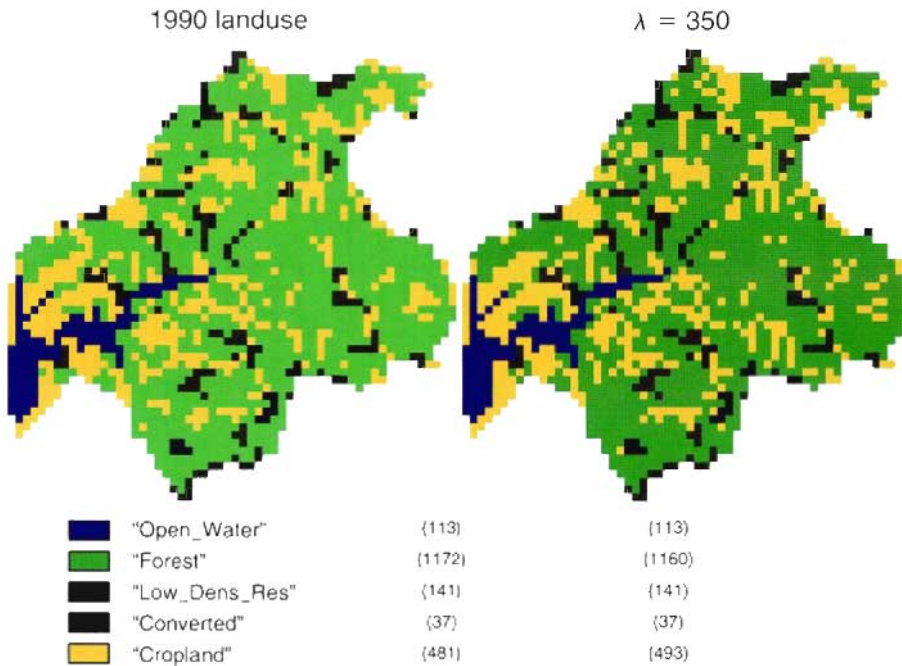 1990 landuse λ = 350
"Open_Water" (113) (113)
"Forest" (1172) (1160)
"Low_Dens_Res" (141) (141)
"Converted" (37) (37)
"Cropland" (481) (493)